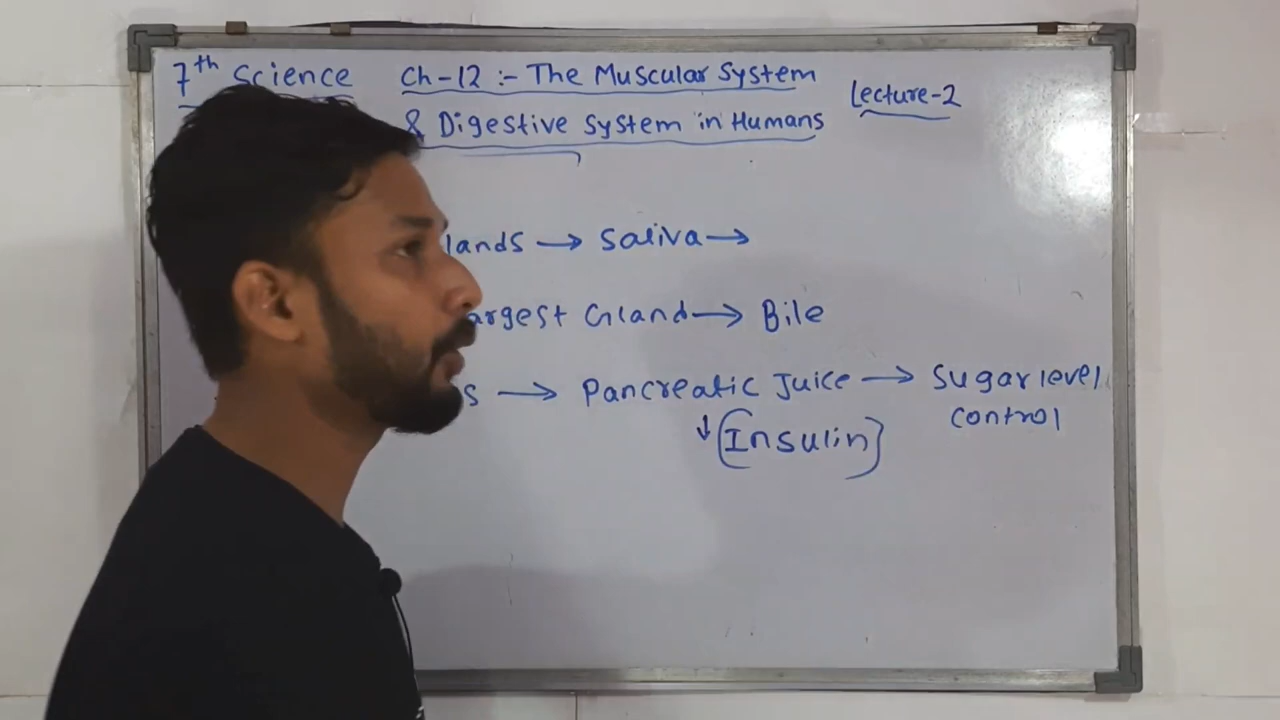 7th Science Ch-12 :- The Muscular System Lecture-2
& Digestive System in Humans
lands → Saliva →
argest Gland → Bile
s → Pancreatic Juice → Sugar level
↓ [Insulin] control